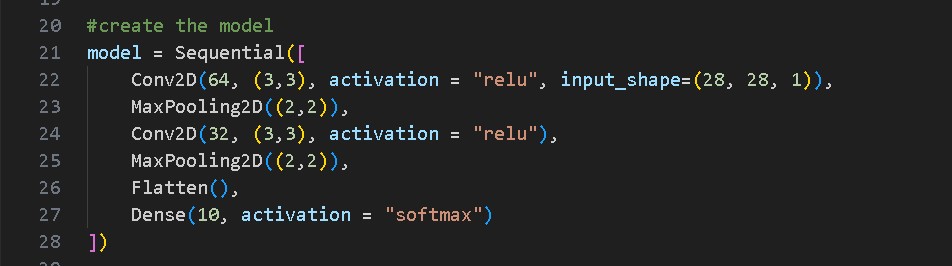 20 #create the model
21 model = Sequential([
22     Conv2D(64, (3,3), activation = "relu", input_shape=(28, 28, 1)),
23     MaxPooling2D((2,2)),
24     Conv2D(32, (3,3), activation = "relu"),
25     MaxPooling2D((2,2)),
26     Flatten(),
27     Dense(10, activation = "softmax")
28 ])